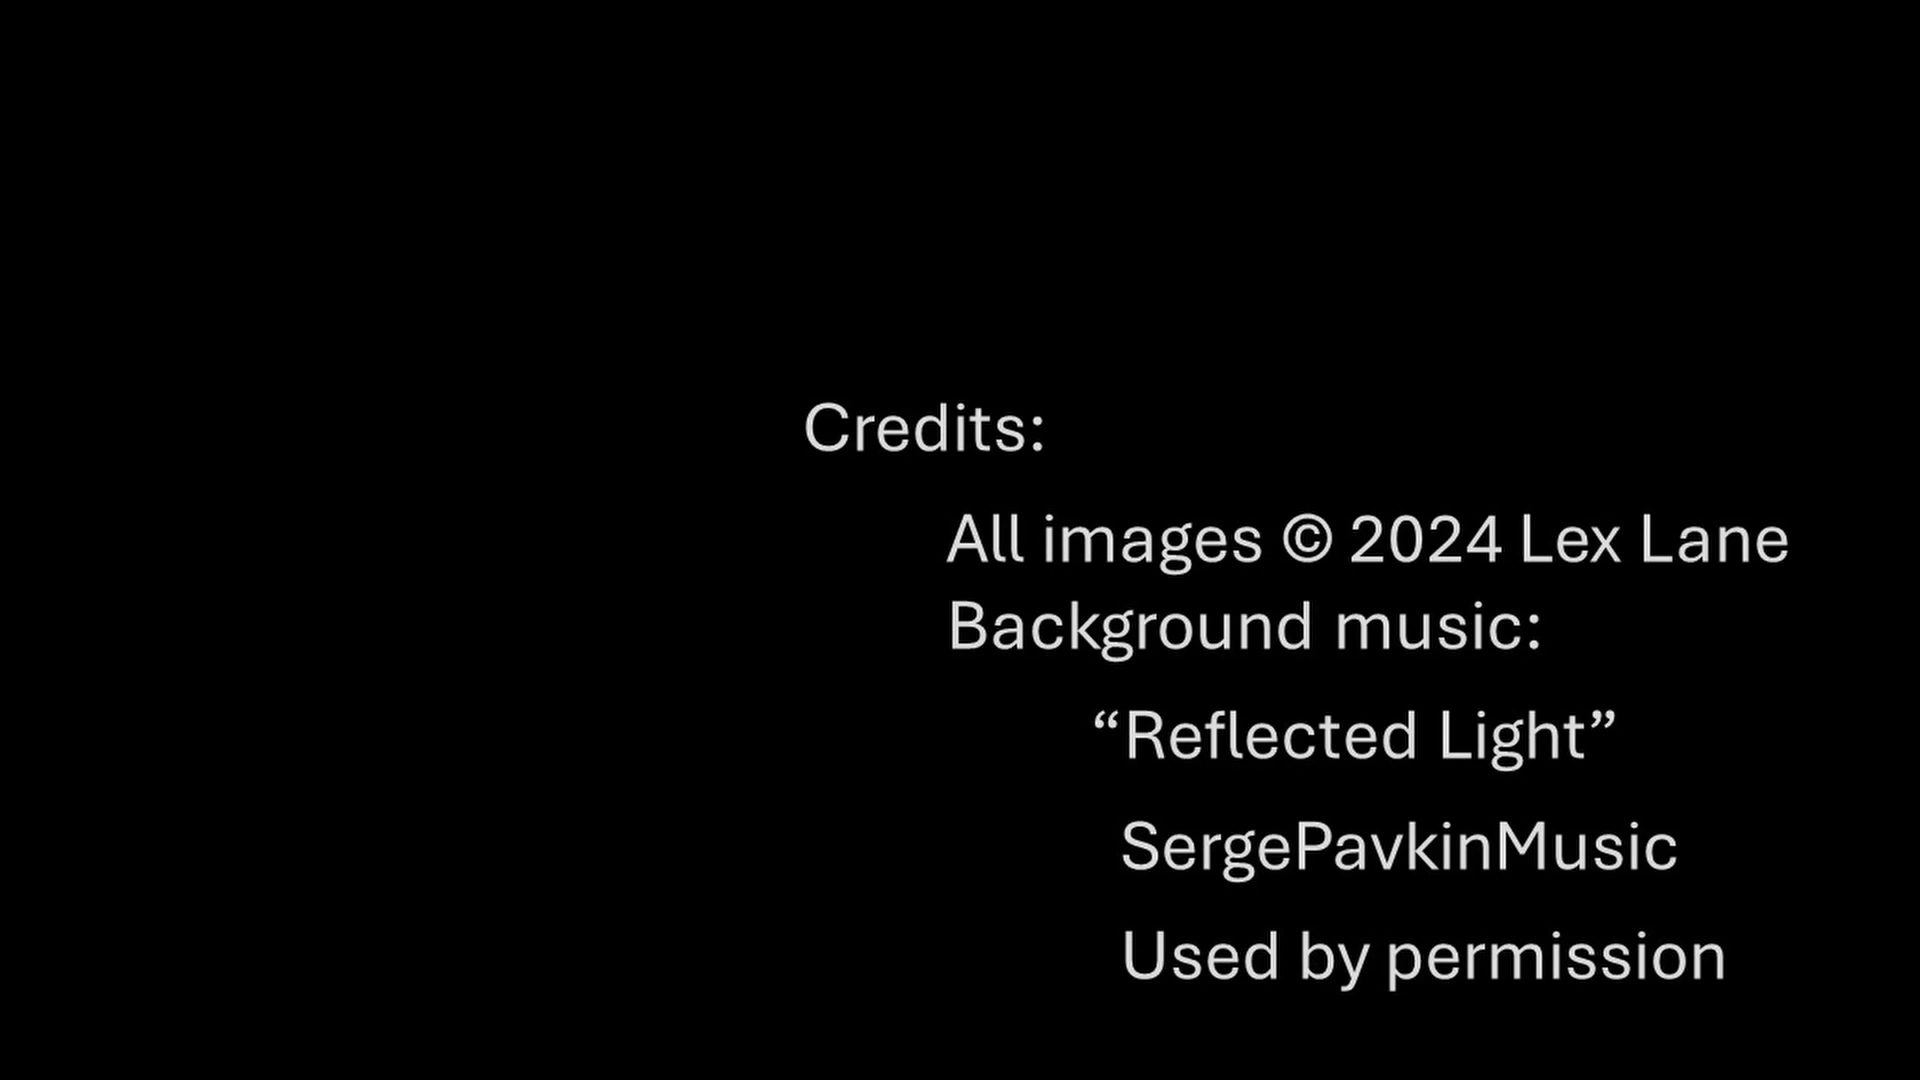 Credits:
All images © 2024 Lex Lane
Background music:
“Reflected Light”
SergePavkinMusic
Used by permission